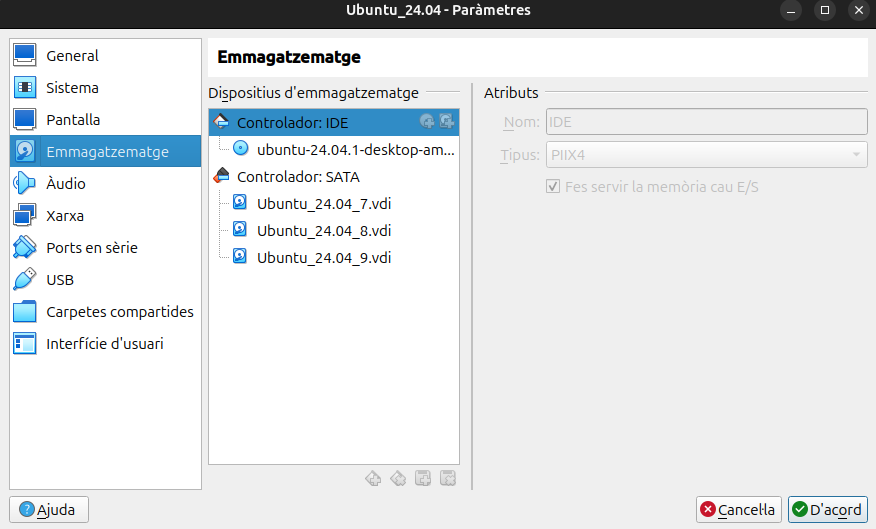 Ubuntu_24.04 - Paràmetres
General
Sistema
Pantalla
Emmagatzematge
Àudio
Xarxa
Ports en sèrie
USB
Carpetes compartides
Interfície d'usuari
Emmagatzematge
Dispositius d'emmagatzematge
Controlador: IDE
ubuntu-24.04.1-desktop-am...
Controlador: SATA
Ubuntu_24.04_7.vdi
Ubuntu_24.04_8.vdi
Ubuntu_24.04_9.vdi
Atributs
Nom: IDE
Tipus: PIIX4
Fes servir la memòria cau E/S
Ajuda
Cancel·la
D'acord